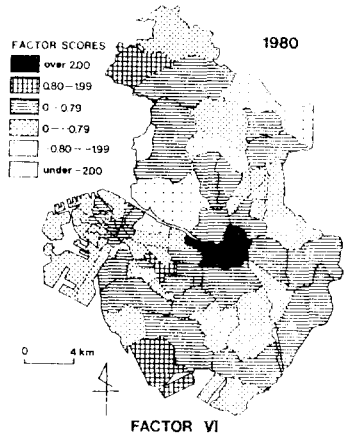 FACTOR SCORES
1980
over 2.00
0.80-1.99
0-0.79
0--0.79
-0.80--1.99
under-2.00
0 4 km
FACTOR VI